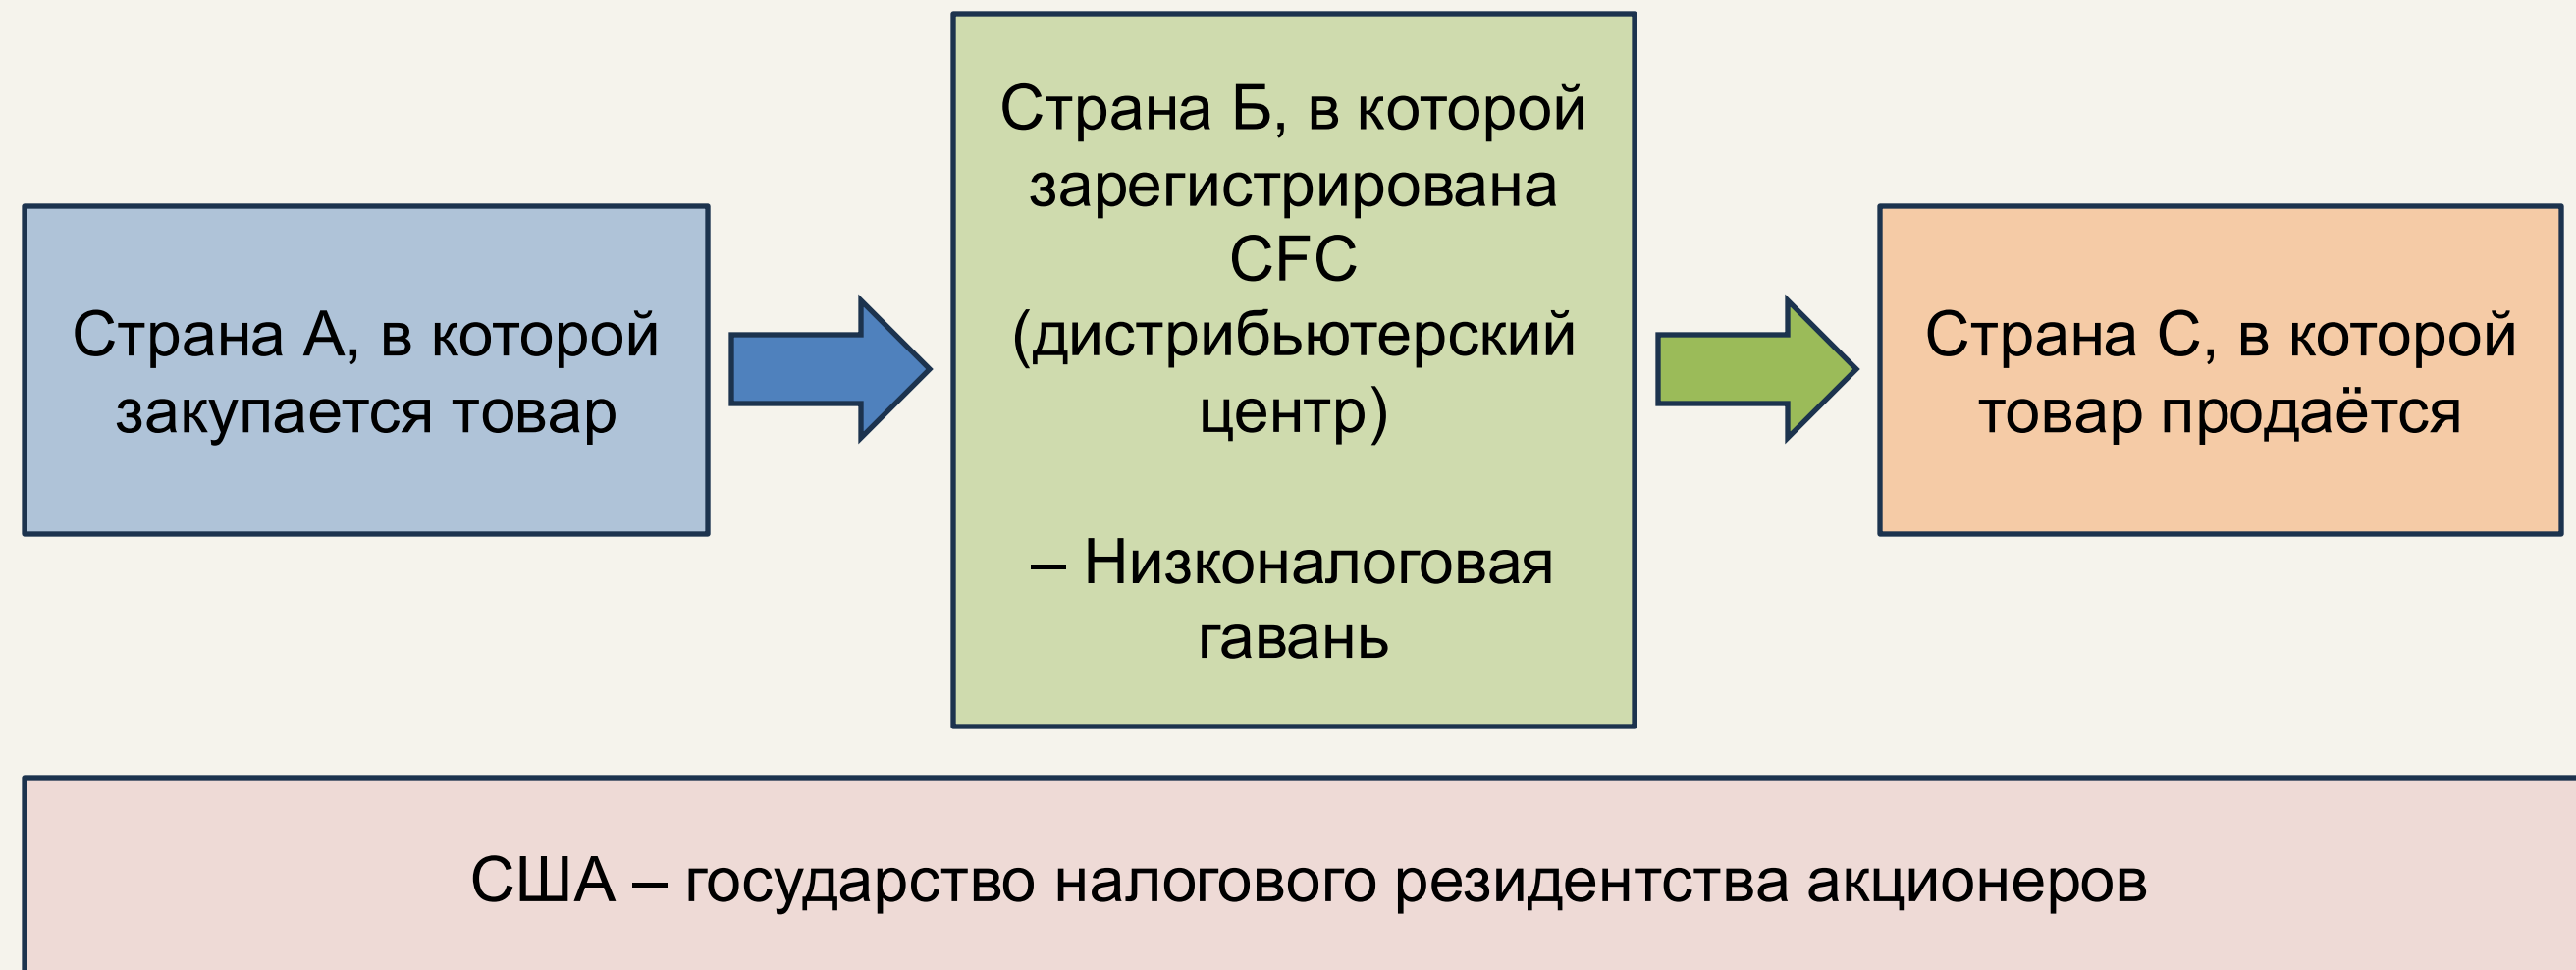 Страна А, в которой
закупается товар
Страна Б, в которой
зарегистрирована
CFC
(дистрибьютерский
центр)
– Низконалоговая
гавань
Страна С, в которой
товар продаётся
США – государство налогового резидентства акционеров